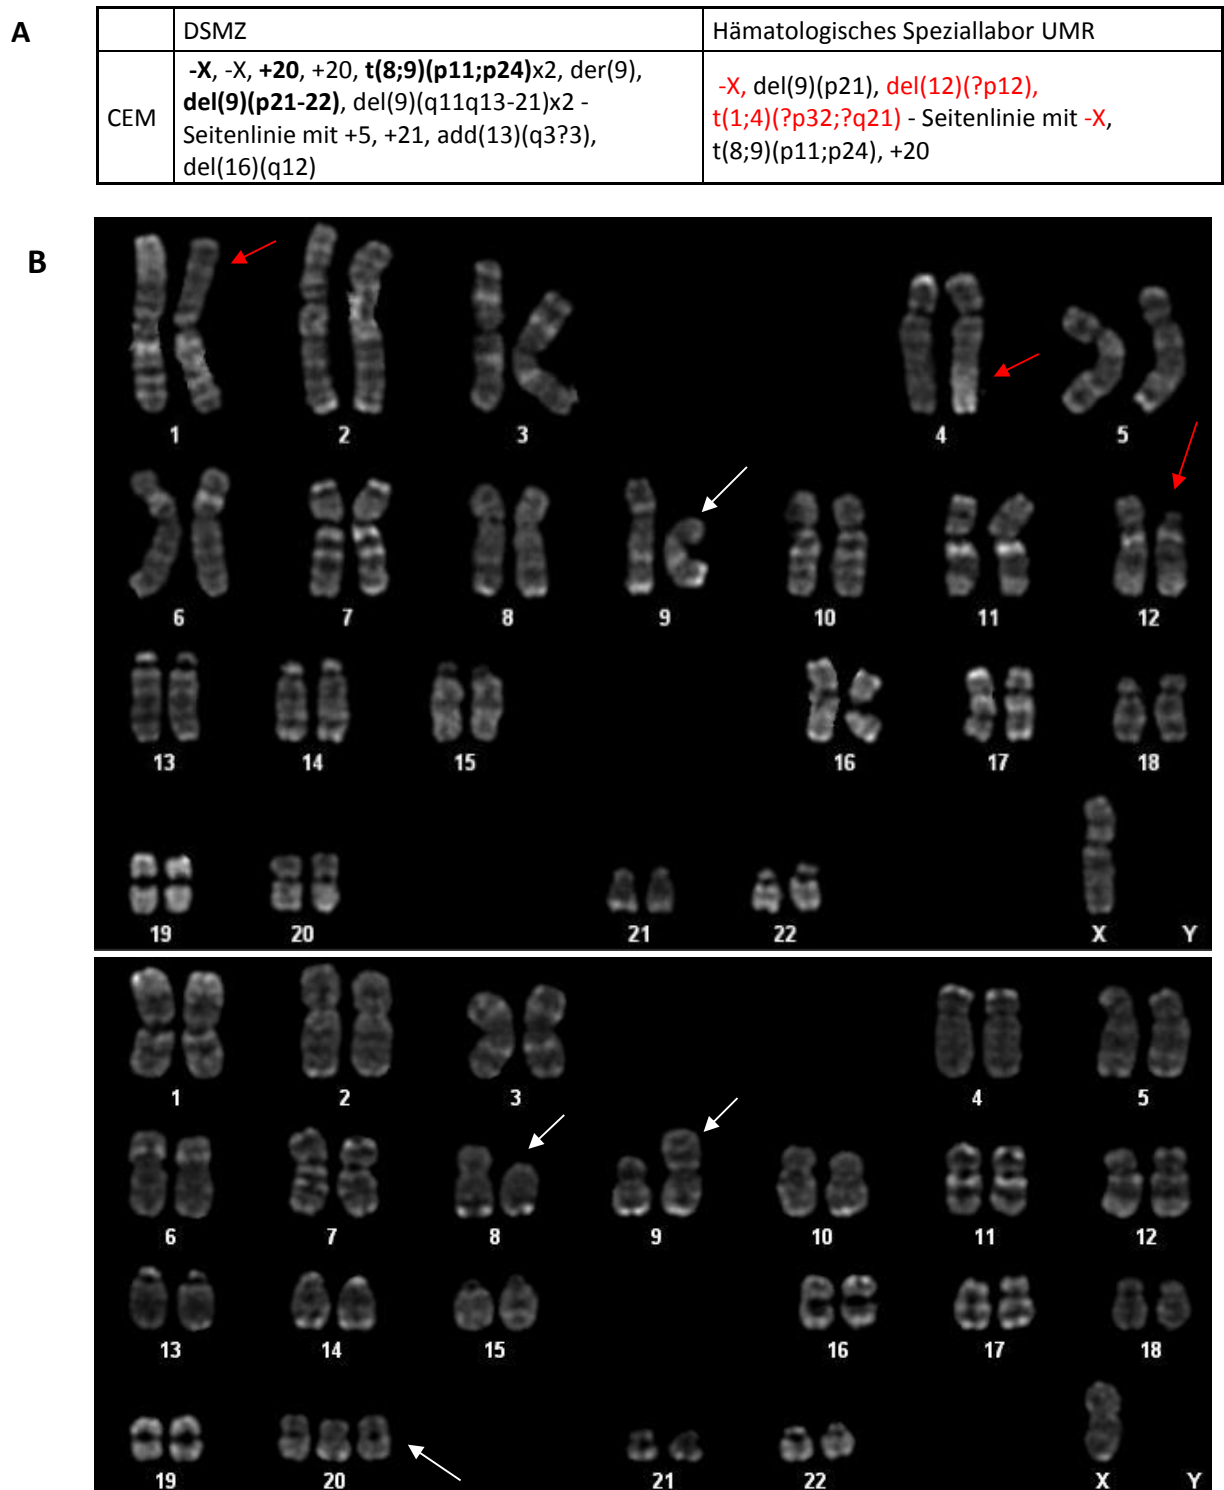 A
DSMZ
Hämatologisches Speziallabor UMR
CEM
-X, -X, +20, +20, t(8;9)(p11;p24)x2, der(9),
del(9)(p21-22), del(9)(q11q13-21)x2 -
Seitenlinie mit +5, +21, add(13)(q3?3),
del(16)(q12)
-X, del(9)(p21), del(12)(?p12),
t(1;4)(?p32;?q21) - Seitenlinie mit -X,
t(8;9)(p11;p24), +20
B
1 2 3 4 5
6 7 8 9 10 11 12
13 14 15 16 17 18
19 20 21 22 X Y
1 2 3 4 5
6 7 8 9 10 11 12
13 14 15 16 17 18
19 20 21 22 X Y